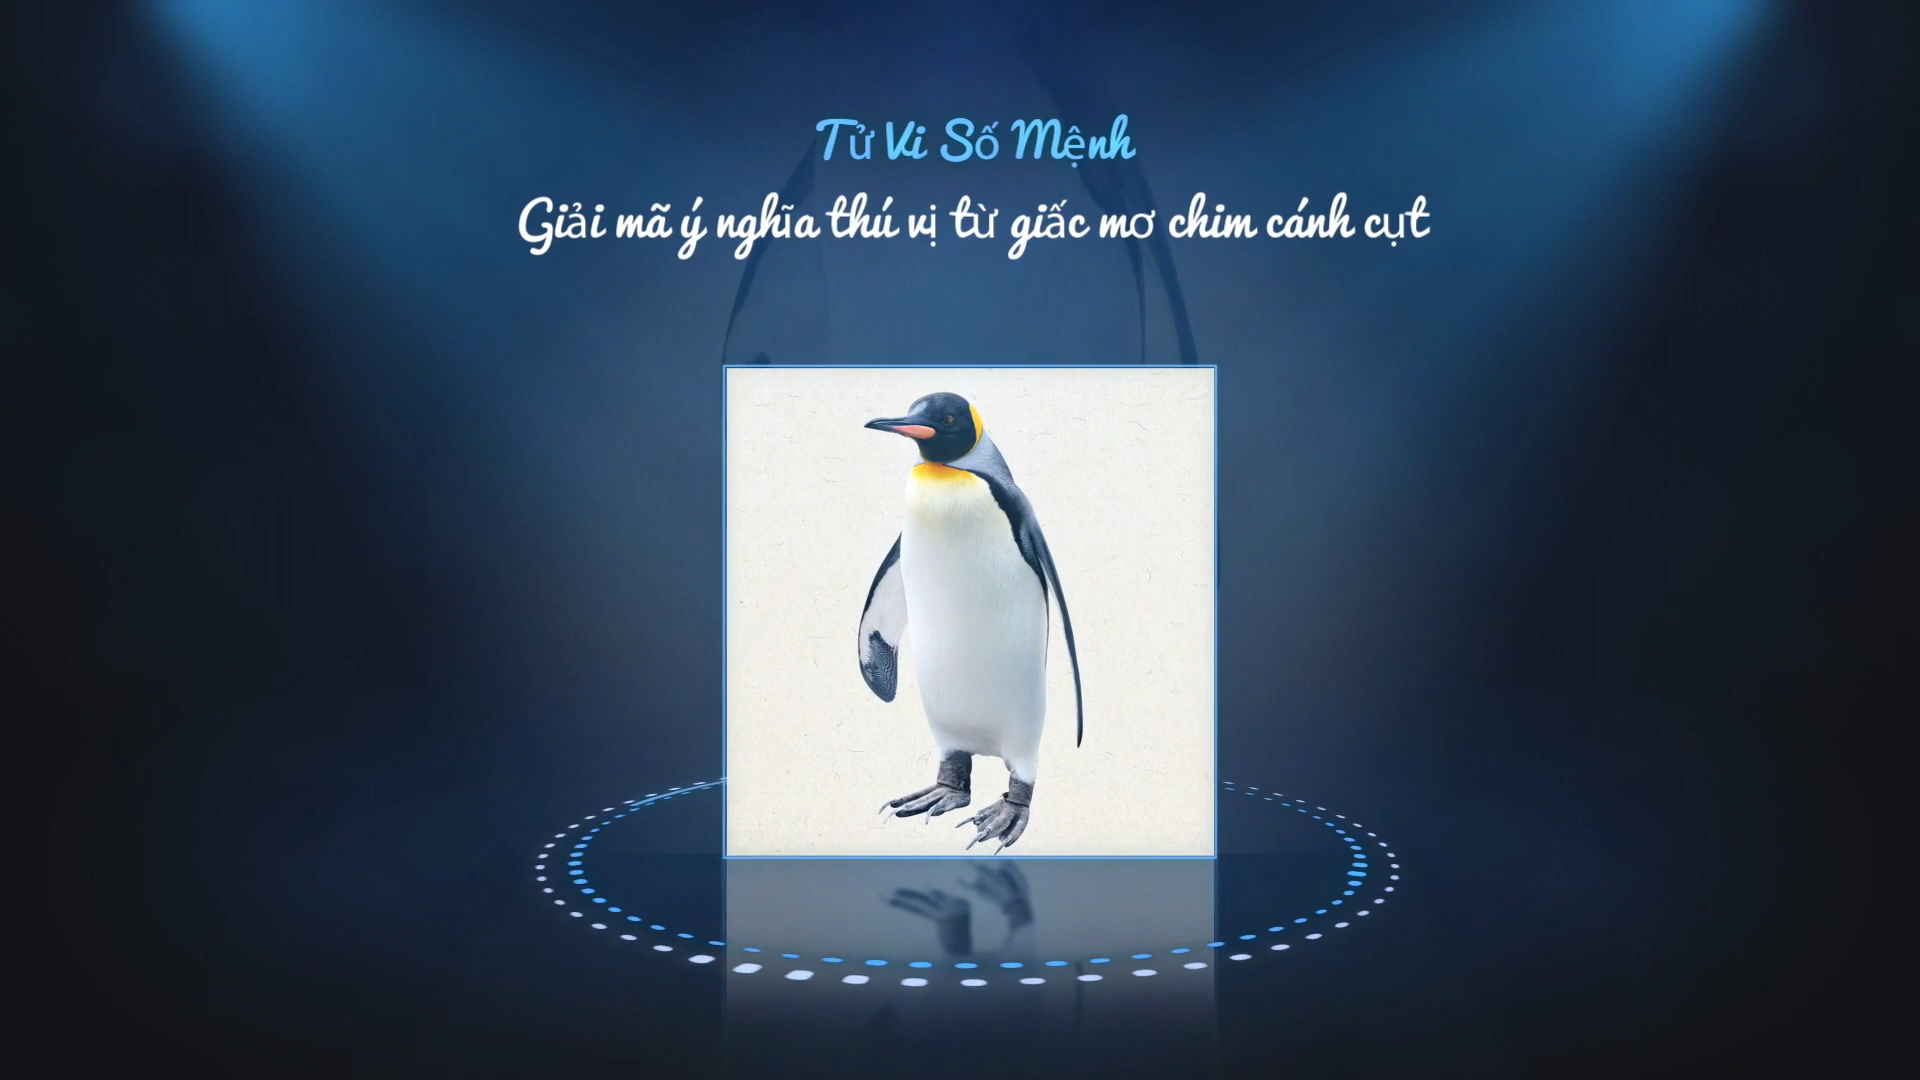 Tử Vi Số Mệnh
Giải mã ý nghĩa thú vị từ giấc mơ chim cánh cụt